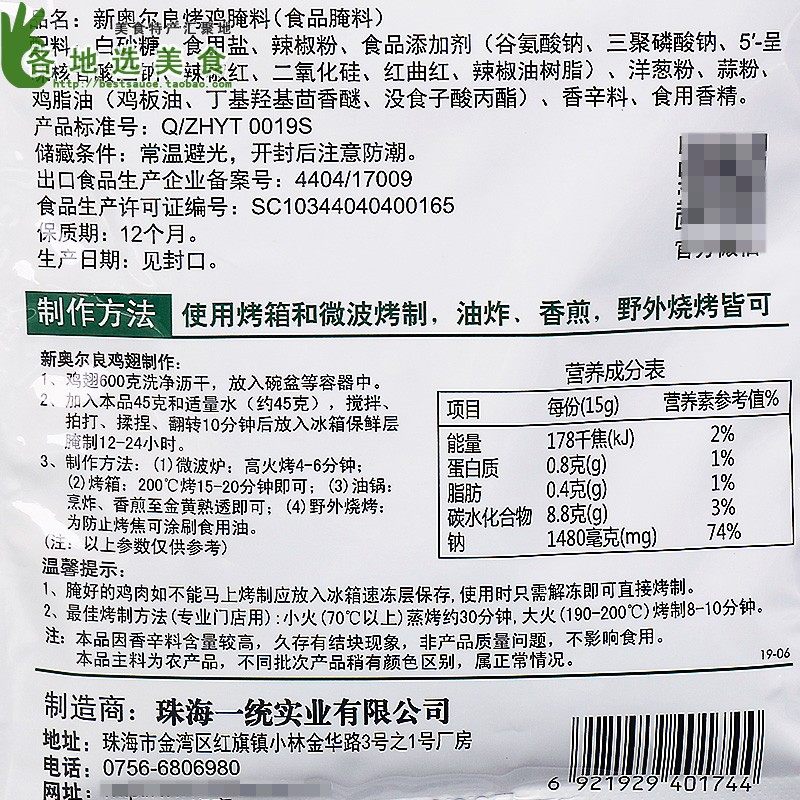 美食特产汇聚地
各地选美食
http://bestsauce.taobao.com
品名：新奥尔良烤鸡腌料(食品腌料)
配料：白砂糖、食用盐、辣椒粉、食品添加剂（谷氨酸钠、三聚磷酸钠、5′-呈
核苷酸二钠、辣椒红、二氧化硅、红曲红、辣椒油树脂）、洋葱粉、蒜粉、
鸡脂油（鸡板油、丁基羟基茴香醚、没食子酸丙酯）、香辛料、食用香精。
产品标准号：Q/ZHYT 0019S
储藏条件：常温避光，开封后注意防潮。
出口食品生产企业备案号：4404/17009
食品生产许可证编号：SC10344040400165
保质期：12个月。
生产日期：见封口。
官方微信
制作方法 使用烤箱和微波烤制，油炸、香煎，野外烧烤皆可
新奥尔良鸡翅制作：
1、鸡翅600克洗净沥干，放入碗盆等容器中。
2、加入本品45克和适量水（约45克），搅拌、
拍打、揉捏、翻转10分钟后放入冰箱保鲜层
腌制12-24小时。
3、制作方法：(1)微波炉：高火烤4-6分钟；
(2)烤箱：200℃烤15-20分钟即可；(3)油锅：
烹炸、香煎至金黄熟透即可；(4)野外烧烤：
为防止烤焦可涂刷食用油。
(注：以上参数仅供参考)
营养成分表
项目 每份(15g) 营养素参考值%
能量 178千焦(kJ) 2%
蛋白质 0.8克(g) 1%
脂肪 0.4克(g) 1%
碳水化合物 8.8克(g) 3%
钠 1480毫克(mg) 74%
温馨提示：
1、腌好的鸡肉如不能马上烤制应放入冰箱速冻层保存,使用时只需解冻即可直接烤制。
2、最佳烤制方法(专业门店用)：小火(70℃以上)蒸烤约30分钟,大火(190-200℃)烤制8-10分钟。
注：本品因香辛料含量较高，久存有结块现象，非产品质量问题，不影响食用。
本品主料为农产品，不同批次产品稍有颜色区别，属正常情况。
19-06
制造商：珠海一统实业有限公司
地址：珠海市金湾区红旗镇小林金华路3号之1号厂房
电话：0756-6806980
网址：
6 921929 401744